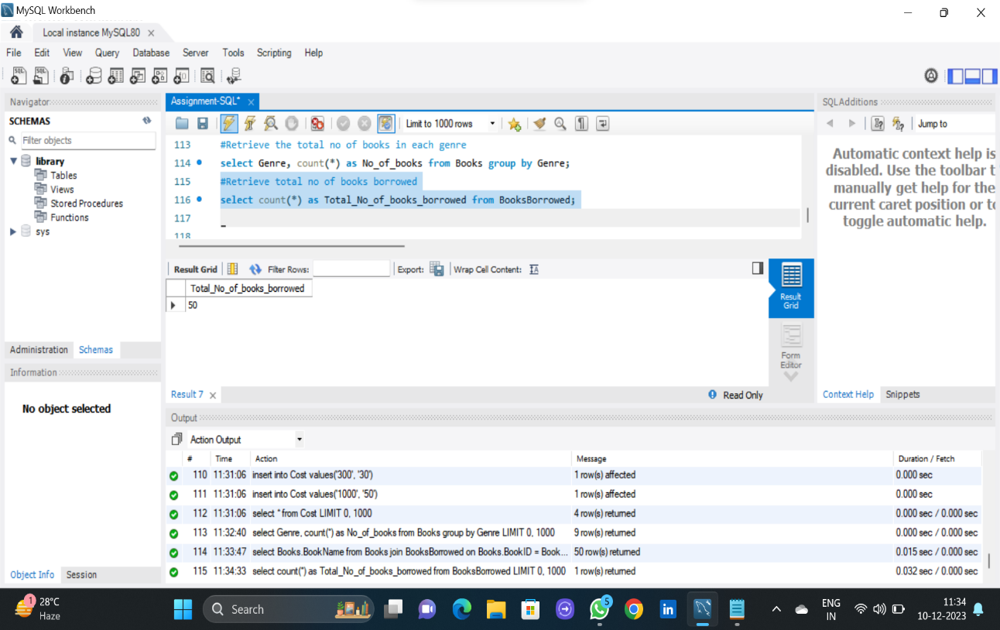 MySQL Workbench
Local instance MySQL80
File Edit View Query Database Server Tools Scripting Help
Navigator
SCHEMAS
Filter objects
library
Tables
Views
Stored Procedures
Functions
sys
Administration Schemas
Information
No object selected
Object Info Session
Assignment-SQL*
Limit to 1000 rows
113 #Retrieve the total no of books in each genre
114 select Genre, count(*) as No_of_books from Books group by Genre;
115 #Retrieve total no of books borrowed
116 select count(*) as Total_No_of_books_borrowed from BooksBorrowed;
117
118
Result Grid Filter Rows: Export: Wrap Cell Content:
Total_No_of_books_borrowed
50
Result Grid
Form Editor
Result 7
Read Only
SQLAdditions
Jump to
Automatic context help is
disabled. Use the toolbar t
manually get help for the
current caret position or to
toggle automatic help.
Context Help Snippets
Output
Action Output
# Time Action Message Duration / Fetch
110 11:31:06 insert into Cost values('300', '30') 1 row(s) affected 0.000 sec
111 11:31:06 insert into Cost values('1000', '50') 1 row(s) affected 0.000 sec
112 11:31:06 select * from Cost LIMIT 0, 1000 4 row(s) returned 0.000 sec / 0.000 sec
113 11:32:40 select Genre, count(*) as No_of_books from Books group by Genre LIMIT 0, 1000 9 row(s) returned 0.000 sec / 0.000 sec
114 11:33:47 select Books.BookName from Books join BooksBorrowed on Books.BookID = Book... 50 row(s) returned 0.015 sec / 0.000 sec
115 11:34:33 select count(*) as Total_No_of_books_borrowed from BooksBorrowed LIMIT 0, 1000 1 row(s) returned 0.032 sec / 0.000 sec
1
28°C
Haze
Search
5
ENG
IN
11:34
10-12-2023